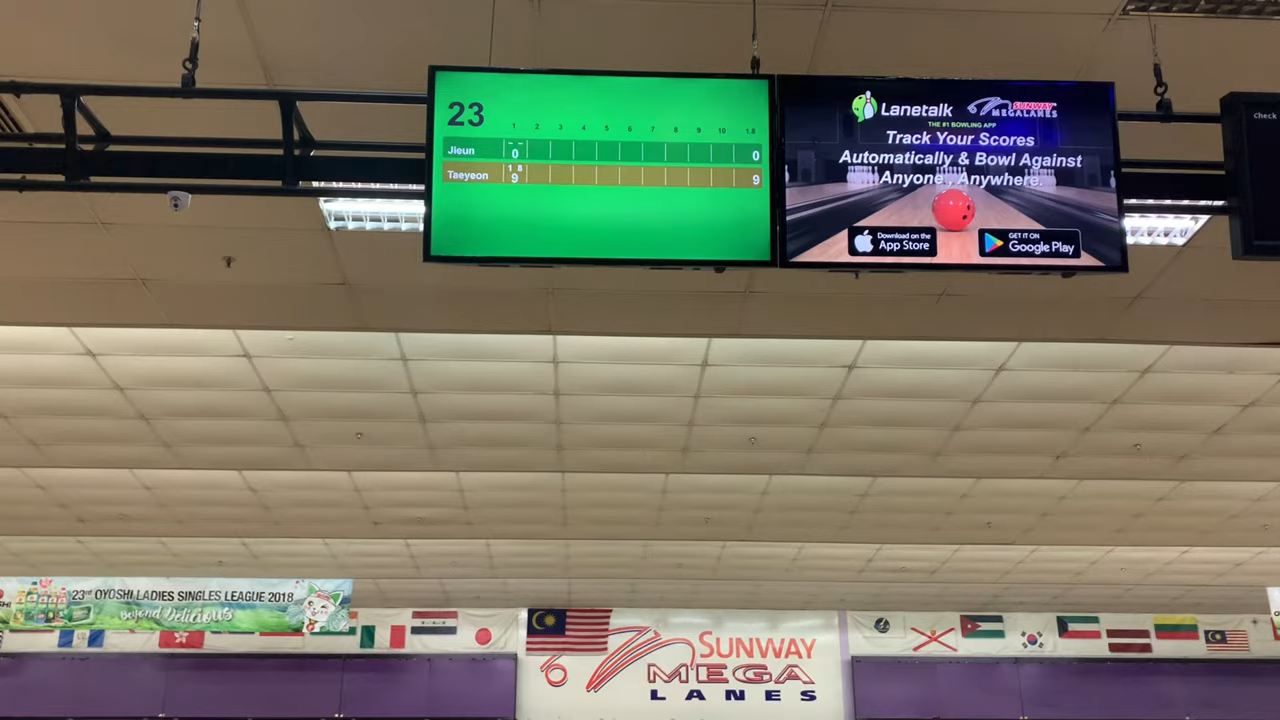 23
1 2 3 4 5 6 7 8 9 10 1,8
Jieun - - 0 0
Taeyeon 1 8 9 9
Lanetalk SUNWAY MEGALANES
THE #1 BOWLING APP
Track Your Scores
Automatically & Bowl Against
Anyone, Anywhere.
Download on the App Store
GET IT ON Google Play
Check
23rd OYOSHI LADIES SINGLES LEAGUE 2018
Beyond Delicious
SUNWAY
MEGA
LANES